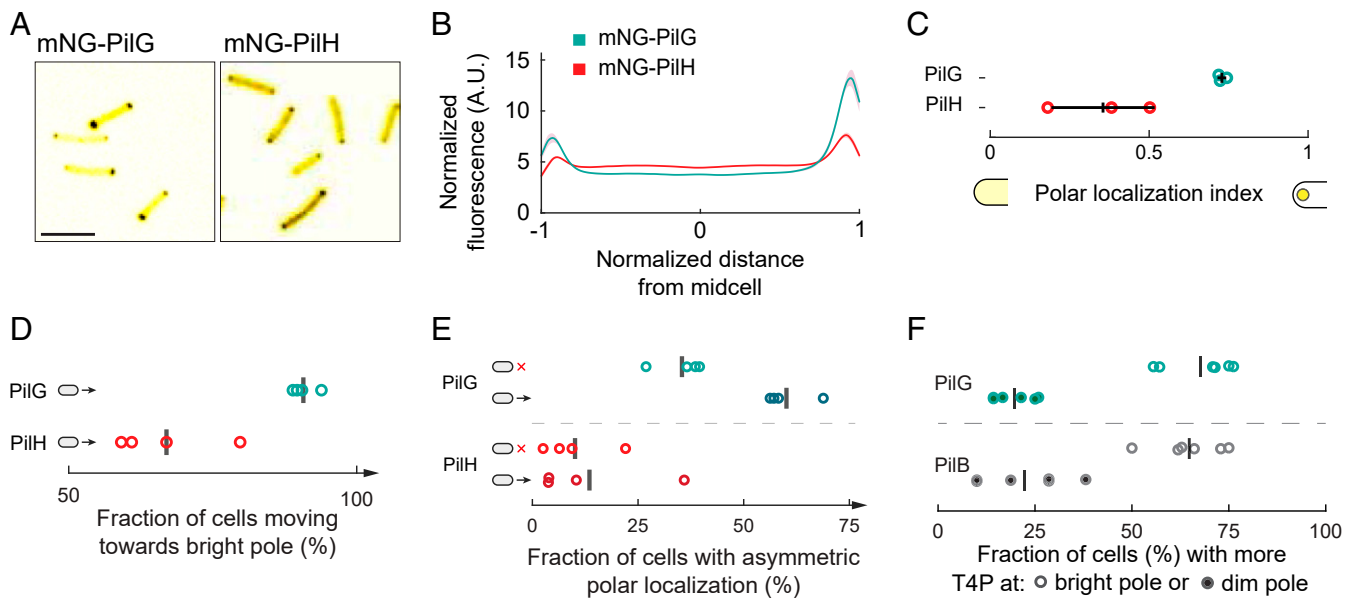 A
mNG-PilG
mNG-PilH
B
mNG-PilG
mNG-PilH
Normalized
fluorescence (A.U.)
15
10
5
0
-1
0
1
Normalized distance
from midcell
C
PilG
PilH
0
0.5
1
Polar localization index
D
PilG
PilH
50
100
Fraction of cells moving
towards bright pole (%)
E
PilG
PilH
0
25
50
75
Fraction of cells with asymmetric
polar localization (%)
F
PilG
PilB
0
25
50
75
100
Fraction of cells (%) with more
T4P at: bright pole or dim pole